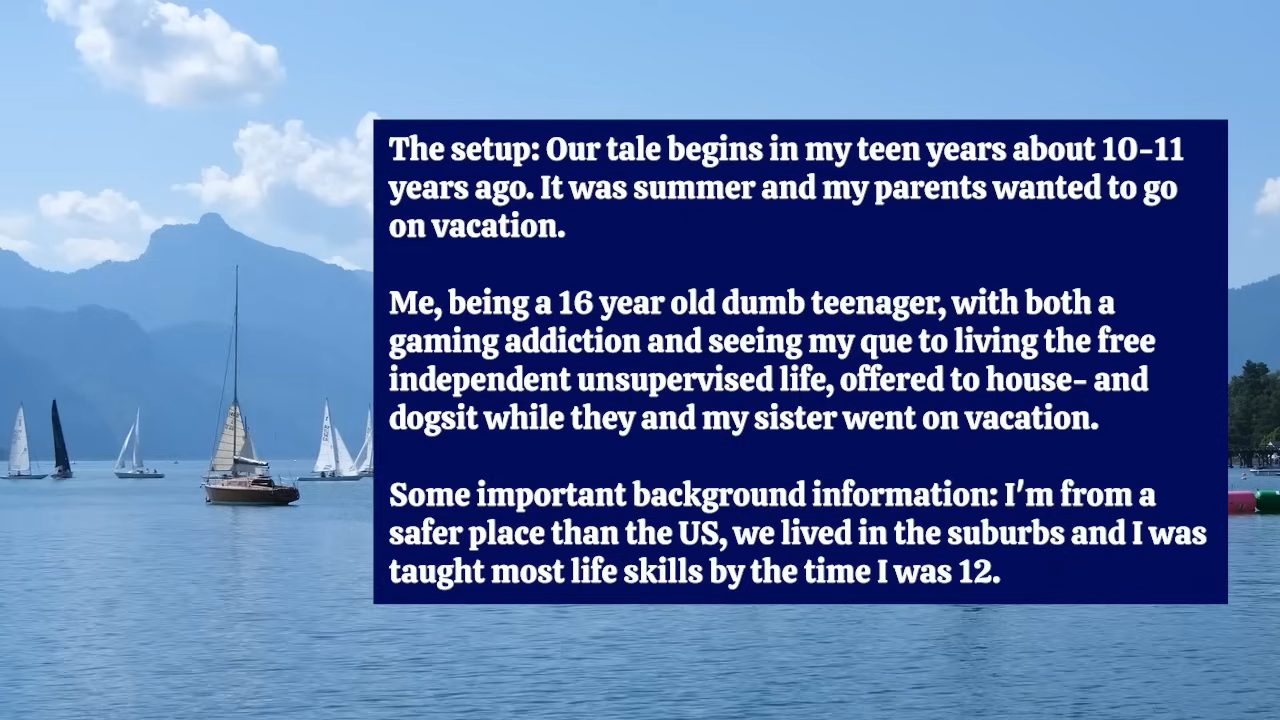 The setup: Our tale begins in my teen years about 10-11
years ago. It was summer and my parents wanted to go
on vacation.
Me, being a 16 year old dumb teenager, with both a
gaming addiction and seeing my que to living the free
independent unsupervised life, offered to house- and
dogsit while they and my sister went on vacation.
Some important background information: I'm from a
safer place than the US, we lived in the suburbs and I was
taught most life skills by the time I was 12.